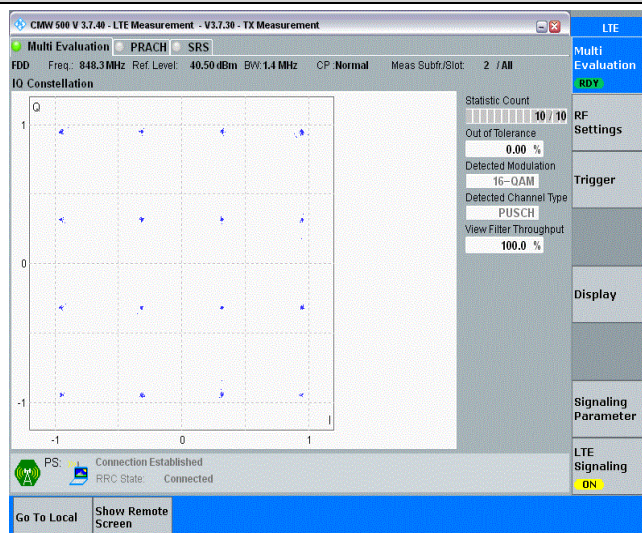 CMW 500 V 3.7.40 - LTE Measurement - V3.7.30 - TX Measurement
LTE
Multi Evaluation PRACH SRS
Multi
Evaluation
RDY
FDD Freq.: 848.3 MHz Ref. Level: 40.50 dBm BW: 1.4 MHz CP :Normal Meas Subfr./Slot: 2 / All
IQ Constellation
Q
1
0
-1
-1 0 1
I
Statistic Count
10 / 10
Out of Tolerance
0.00 %
Detected Modulation
16-QAM
Detected Channel Type
PUSCH
View Filter Throughput
100.0 %
RF
Settings
Trigger
Display
Signaling
Parameter
LTE
Signaling
ON
PS: Connection Established
RRC State: Connected
Go To Local
Show Remote
Screen